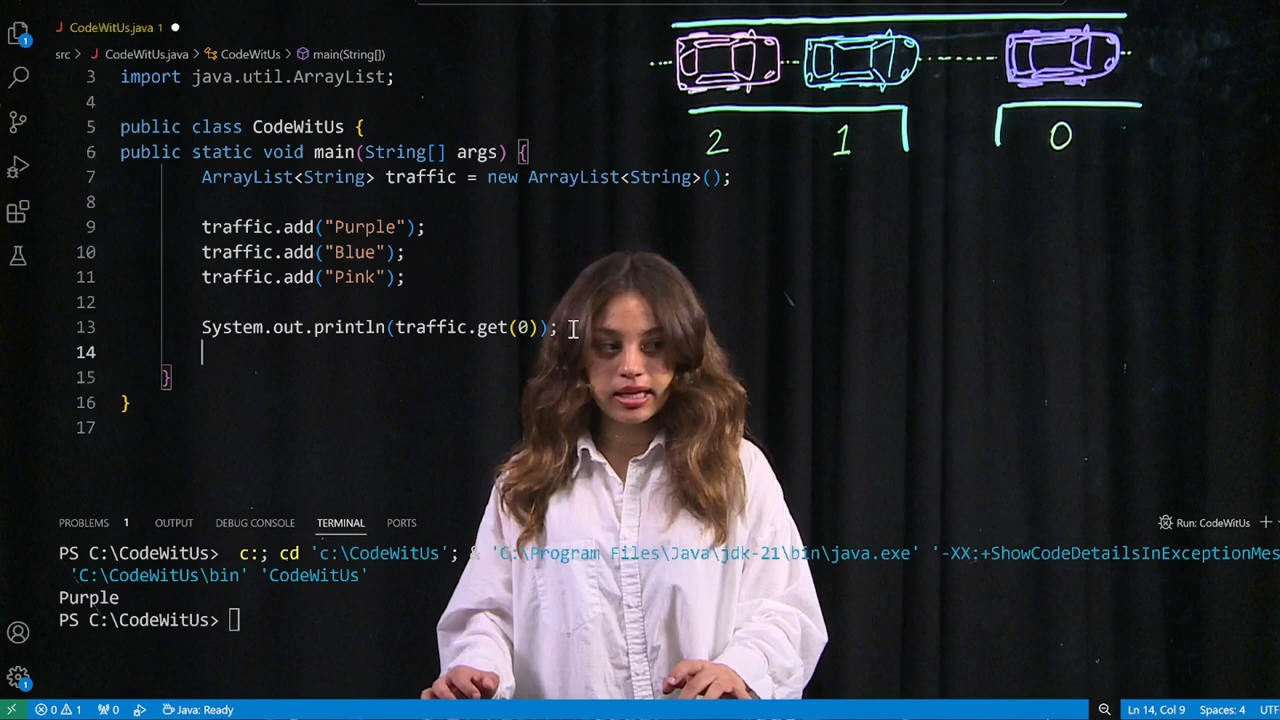 CodeWitUs.java 1
src > CodeWitUs.java > CodeWitUs > main(String[])
3 import java.util.ArrayList;
4
5 public class CodeWitUs {
6 public static void main(String[] args) {
7 ArrayList<String> traffic = new ArrayList<String>();
8
9 traffic.add("Purple");
10 traffic.add("Blue");
11 traffic.add("Pink");
12
13 System.out.println(traffic.get(0));
14
15 }
16 }
17
2 1 0
PROBLEMS 1 OUTPUT DEBUG CONSOLE TERMINAL PORTS
Run: CodeWitUs
PS C:\CodeWitUs> c:; cd 'c:\CodeWitUs'; & 'C:\Program Files\Java\jdk-21\bin\java.exe' '-XX:+ShowCodeDetailsInExceptionMes
'C:\CodeWitUs\bin' 'CodeWitUs'
Purple
PS C:\CodeWitUs>
1
1
0 1 0 Java: Ready Ln 14, Col 9 Spaces: 4 UTF